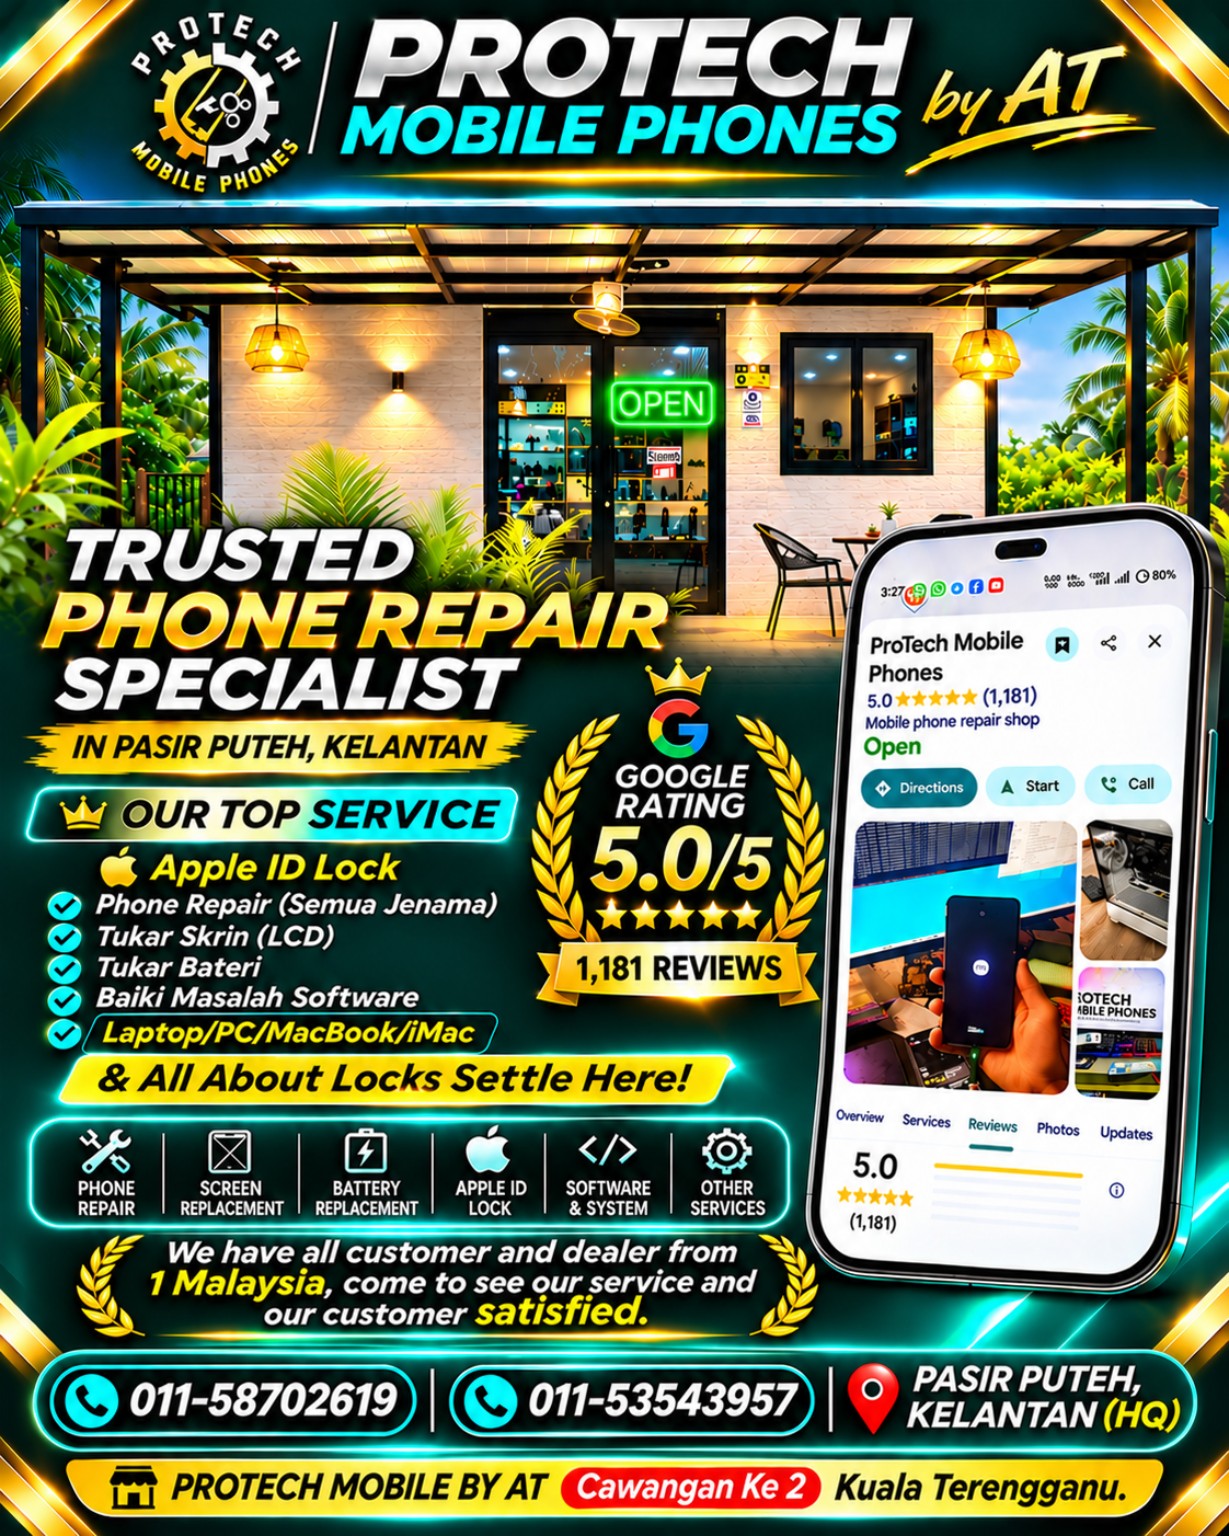 PROTECH
MOBILE PHONES
PROTECH
MOBILE PHONES
by AT
OPEN
TRUSTED
PHONE REPAIR
SPECIALIST
IN PASIR PUTEH, KELANTAN
OUR TOP SERVICE
Apple ID Lock
Phone Repair (Semua Jenama)
Tukar Skrin (LCD)
Tukar Bateri
Baiki Masalah Software
Laptop/PC/MacBook/iMac
& All About Locks Settle Here!
GOOGLE
RATING
5.0/5
1,181 REVIEWS
3:27
80%
ProTech Mobile
Phones
5.0 (1,181)
Mobile phone repair shop
Open
Directions
Start
Call
ROTECH
MBILE PHONES
Overview
Services
Reviews
Photos
Updates
5.0
(1,181)
PHONE
REPAIR
SCREEN
REPLACEMENT
BATTERY
REPLACEMENT
APPLE ID
LOCK
SOFTWARE
& SYSTEM
OTHER
SERVICES
We have all customer and dealer from
1 Malaysia, come to see our service and
our customer satisfied.
011-58702619
011-53543957
PASIR PUTEH,
KELANTAN (HQ)
PROTECH MOBILE BY AT Cawangan Ke 2 Kuala Terengganu.